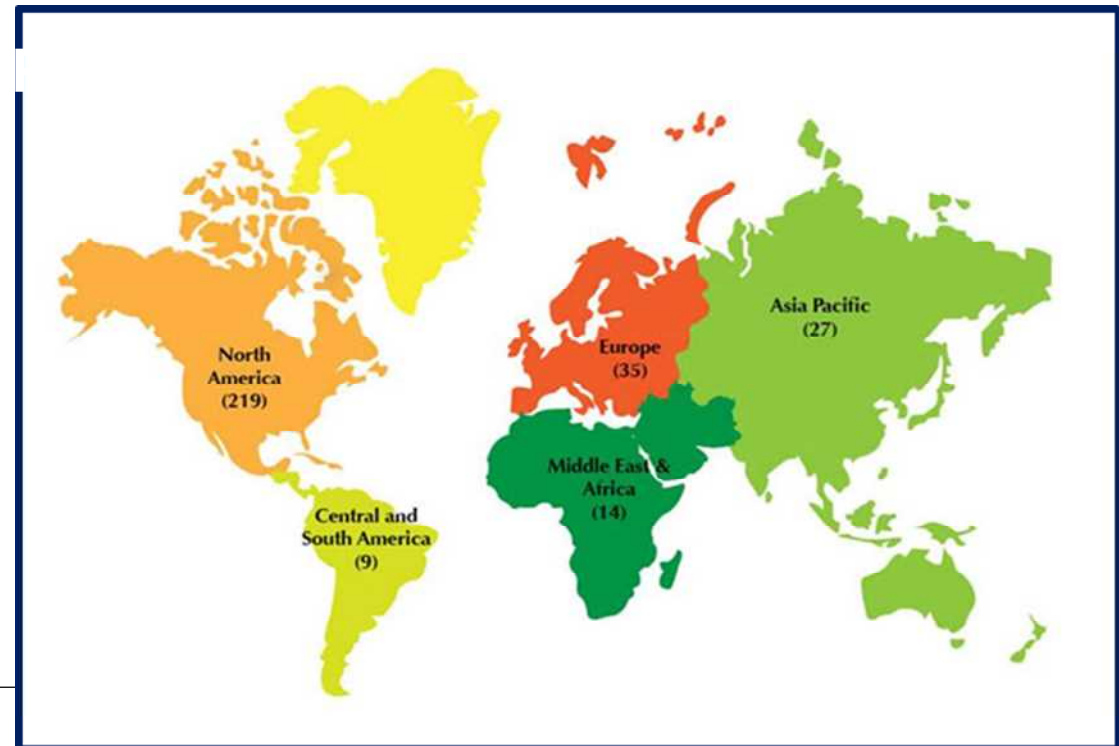 Asia Pacific
(27)
North
America
(219)
Europe
(35)
Middle East &
Africa
(14)
Central and
South America
(9)